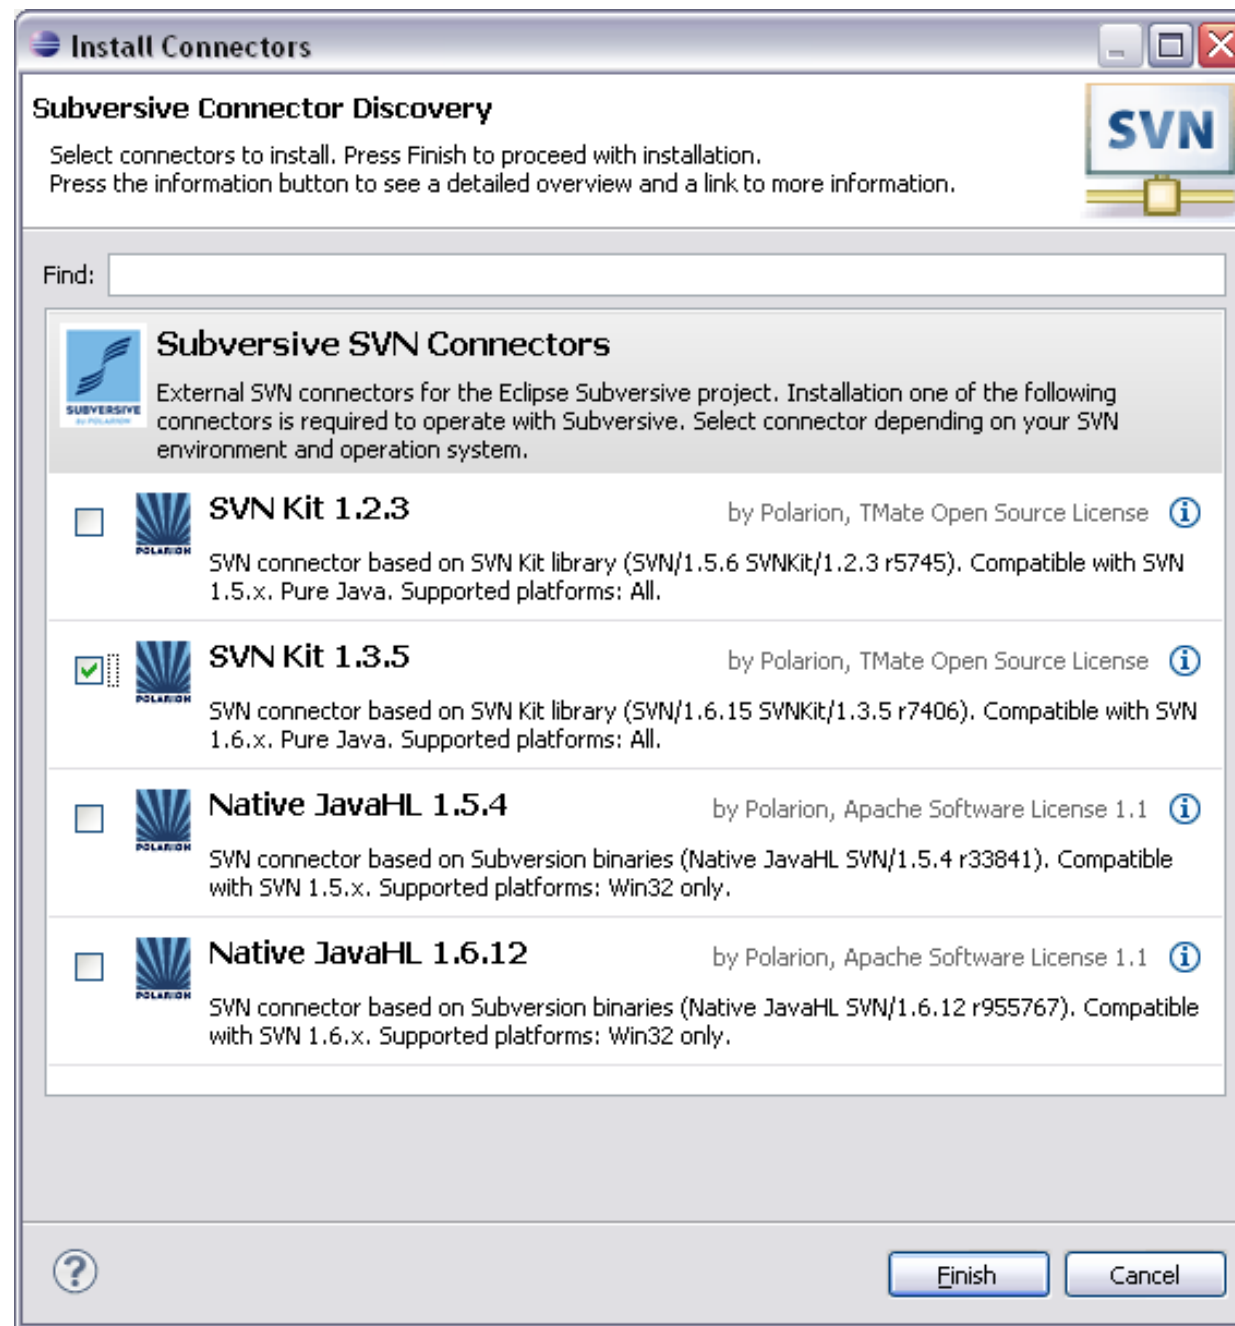 Install Connectors
Subversive Connector Discovery
Select connectors to install. Press Finish to proceed with installation.
Press the information button to see a detailed overview and a link to more information.
SVN
Find:
SUBVERSIVE
BY POLARION
Subversive SVN Connectors
External SVN connectors for the Eclipse Subversive project. Installation one of the following
connectors is required to operate with Subversive. Select connector depending on your SVN
environment and operation system.
POLARION
SVN Kit 1.2.3
by Polarion, TMate Open Source License
SVN connector based on SVN Kit library (SVN/1.5.6 SVNKit/1.2.3 r5745). Compatible with SVN
1.5.x. Pure Java. Supported platforms: All.
POLARION
SVN Kit 1.3.5
by Polarion, TMate Open Source License
SVN connector based on SVN Kit library (SVN/1.6.15 SVNKit/1.3.5 r7406). Compatible with SVN
1.6.x. Pure Java. Supported platforms: All.
POLARION
Native JavaHL 1.5.4
by Polarion, Apache Software License 1.1
SVN connector based on Subversion binaries (Native JavaHL SVN/1.5.4 r33841). Compatible
with SVN 1.5.x. Supported platforms: Win32 only.
POLARION
Native JavaHL 1.6.12
by Polarion, Apache Software License 1.1
SVN connector based on Subversion binaries (Native JavaHL SVN/1.6.12 r955767). Compatible
with SVN 1.6.x. Supported platforms: Win32 only.
Finish
Cancel